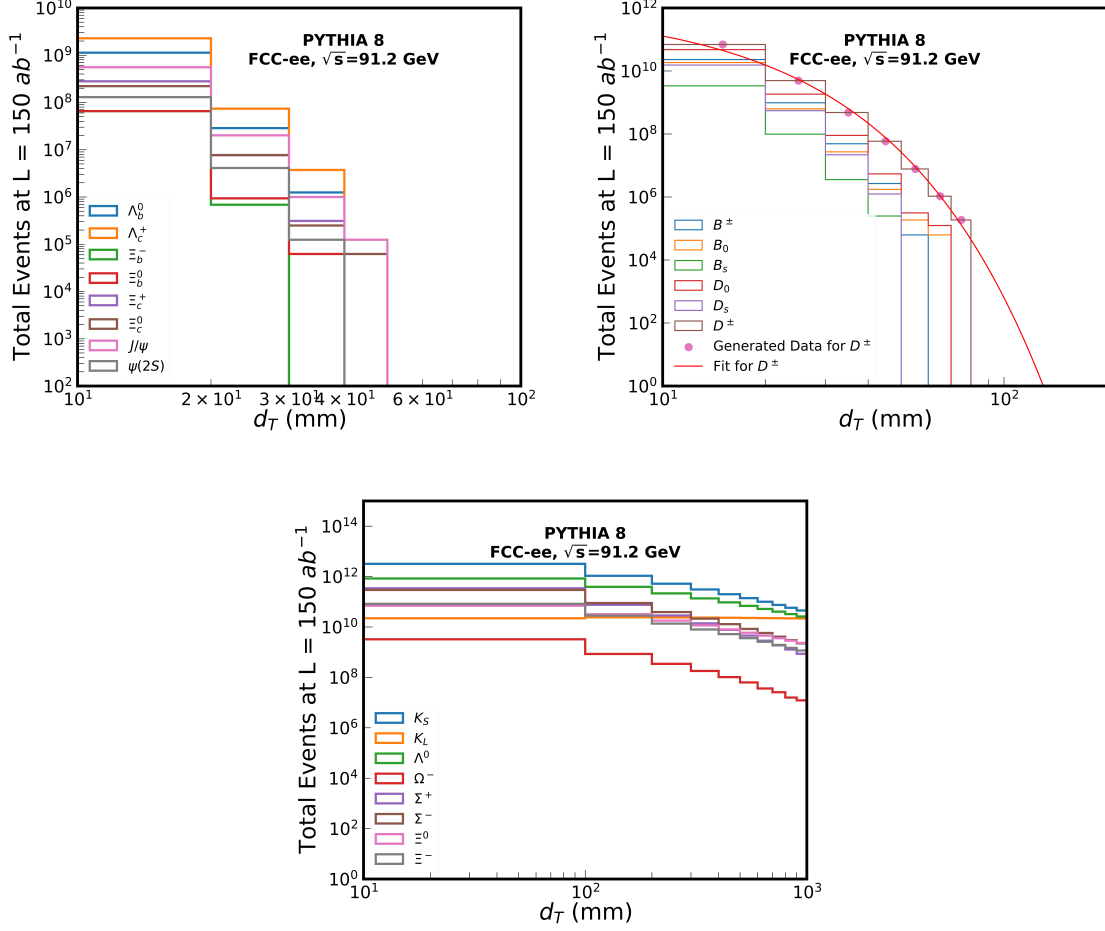 PYTHIA 8
FCC-ee, √s=91.2 GeV
Total Events at L = 150 ab⁻¹
10¹⁰
10⁹
10⁸
10⁷
10⁶
10⁵
10⁴
10³
10²
Λ_b^0
Λ_c^+
Ξ_b^-
Ξ_b^0
Ξ_c^+
Ξ_c^0
J/ψ
ψ(2S)
10¹ 2 × 10¹ 3 × 10¹ 4 × 10¹ 6 × 10¹ 10²
d_T (mm)
PYTHIA 8
FCC-ee, √s=91.2 GeV
Total Events at L = 150 ab⁻¹
10¹²
10¹⁰
10⁸
10⁶
10⁴
10²
10⁰
B^±
B_0
B_s
D_0
D_s
D^±
Generated Data for D^±
Fit for D^±
10¹ 10²
d_T (mm)
PYTHIA 8
FCC-ee, √s=91.2 GeV
Total Events at L = 150 ab⁻¹
10¹⁴
10¹²
10¹⁰
10⁸
10⁶
10⁴
10²
10⁰
K_S
K_L
Λ⁰
Ω⁻
Σ⁺
Σ⁻
Ξ⁰
Ξ⁻
10¹ 10² 10³
d_T (mm)